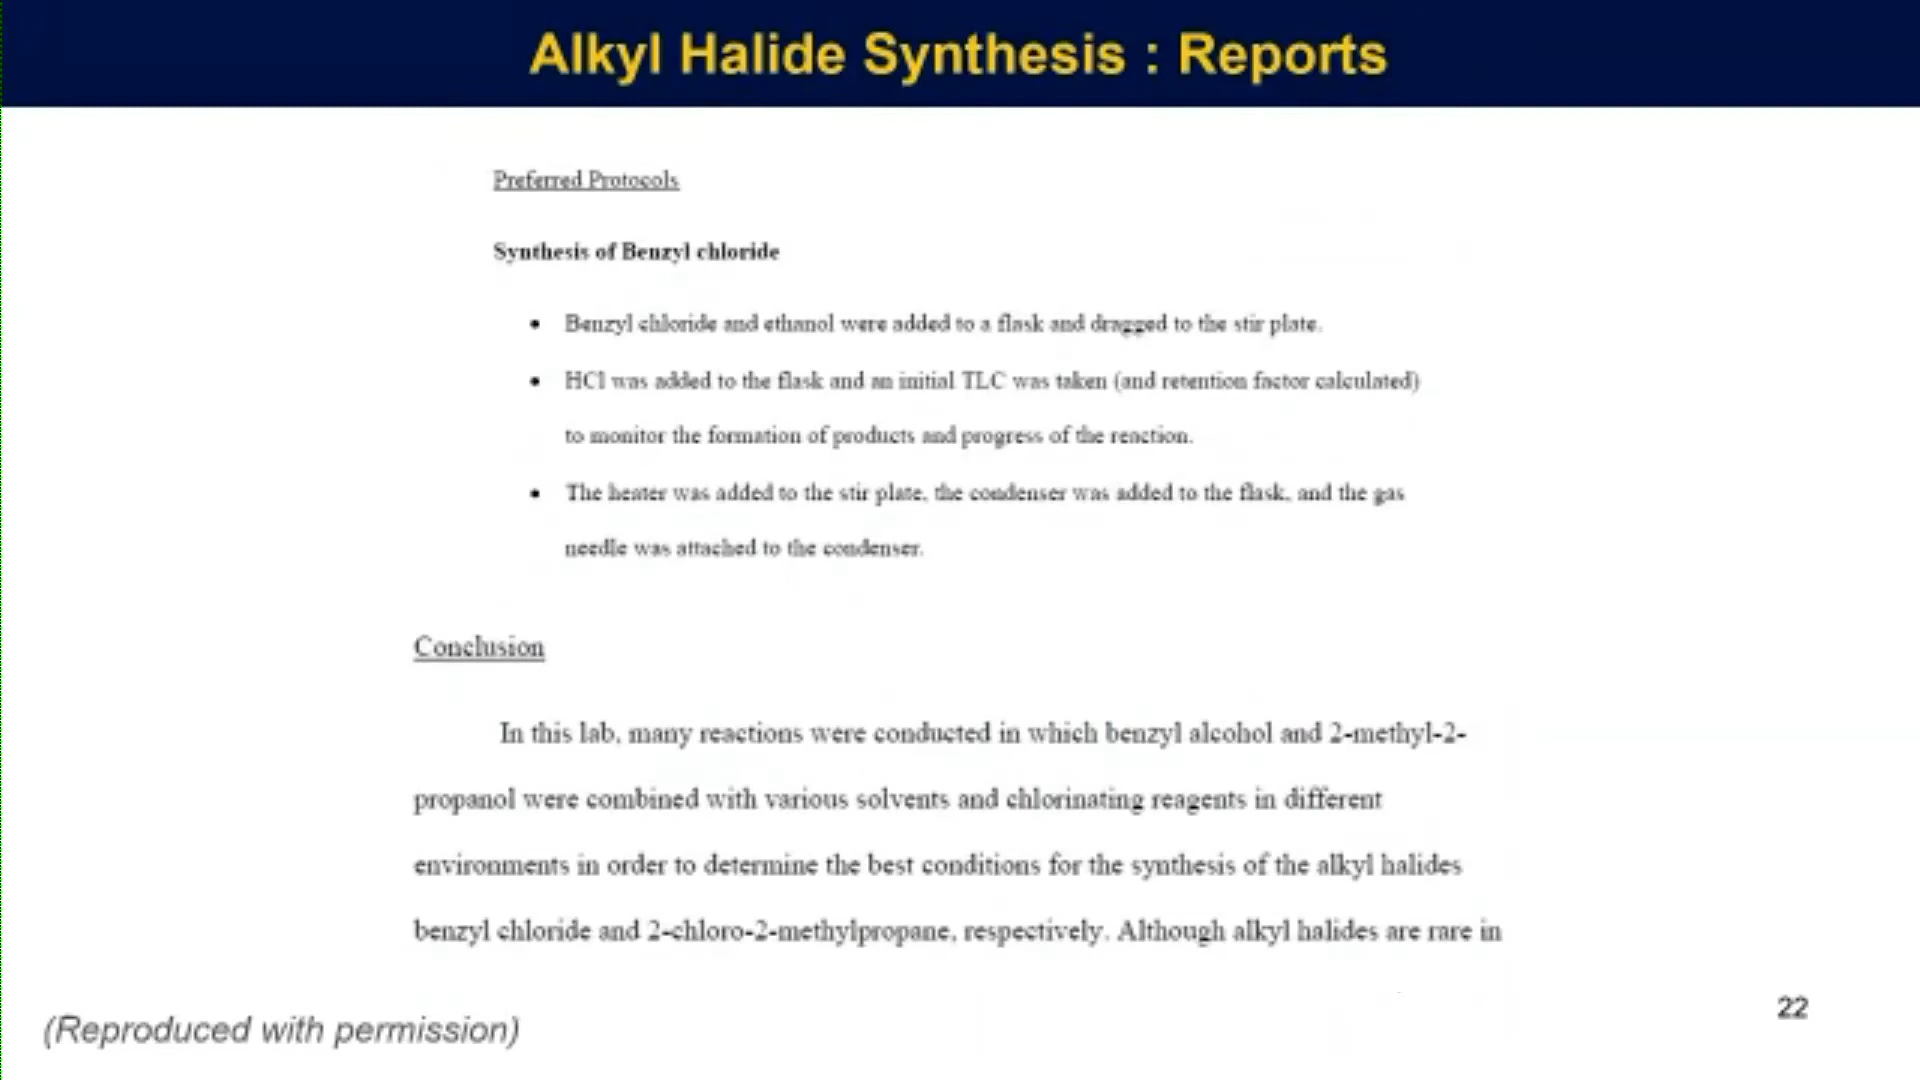 Alkyl Halide Synthesis : Reports
Preferred Protocols
Synthesis of Benzyl chloride
• Benzyl chloride and ethanol were added to a flask and dragged to the stir plate.
• HCl was added to the flask and an initial TLC was taken (and retention factor calculated)
to monitor the formation of products and progress of the reaction.
• The heater was added to the stir plate, the condenser was added to the flask, and the gas
needle was attached to the condenser.
Conclusion
In this lab, many reactions were conducted in which benzyl alcohol and 2-methyl-2-
propanol were combined with various solvents and chlorinating reagents in different
environments in order to determine the best conditions for the synthesis of the alkyl halides
benzyl chloride and 2-chloro-2-methylpropane, respectively. Although alkyl halides are rare in
22
(Reproduced with permission)